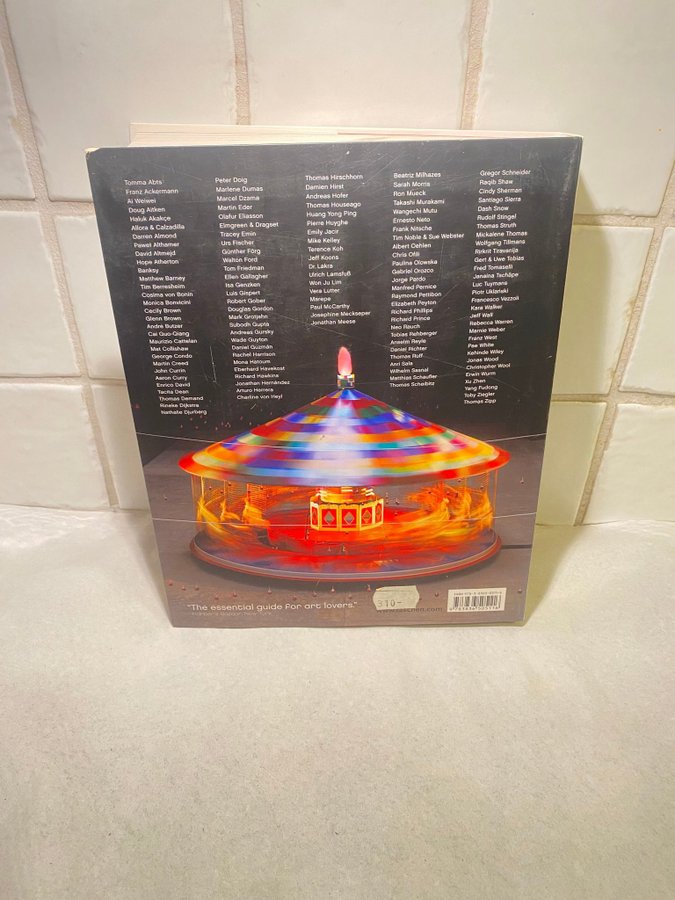 Tomma Abts
Franz Ackermann
Ai Weiwei
Doug Aitken
Haluk Akakçe
Allora & Calzadilla
Darren Almond
Paweł Althamer
David Altmejd
Hope Atherton
Banksy
Matthew Barney
Tim Berresheim
Cosima von Bonin
Monica Bonvicini
Cecily Brown
Glenn Brown
André Butzer
Cai Guo-Qiang
Maurizio Cattelan
Mat Collishaw
George Condo
Martin Creed
John Currin
Aaron Curry
Enrico David
Tacita Dean
Thomas Demand
Rineke Dijkstra
Nathalie Djurberg
Peter Doig
Marlene Dumas
Marcel Dzama
Martin Eder
Olafur Eliasson
Elmgreen & Dragset
Tracey Emin
Urs Fischer
Günther Förg
Walton Ford
Tom Friedman
Ellen Gallagher
Isa Genzken
Luis Gispert
Robert Gober
Douglas Gordon
Mark Grotjahn
Subodh Gupta
Andreas Gursky
Wade Guyton
Daniel Guzmán
Rachel Harrison
Mona Hatoum
Eberhard Havekost
Richard Hawkins
Jonathan Hernández
Arturo Herrera
Charline von Heyl
Thomas Hirschhorn
Damien Hirst
Andreas Hofer
Thomas Houseago
Huang Yong Ping
Pierre Huyghe
Emily Jacir
Mike Kelley
Terence Koh
Jeff Koons
Dr. Lakra
Ulrich Lamsfuß
Won Ju Lim
Vera Lutter
Marepe
Paul McCarthy
Josephine Meckseper
Jonathan Meese
Beatriz Milhazes
Sarah Morris
Ron Mueck
Takashi Murakami
Wangechi Mutu
Ernesto Neto
Frank Nitsche
Tim Noble & Sue Webster
Albert Oehlen
Chris Ofili
Paulina Olowska
Gabriel Orozco
Jorge Pardo
Manfred Pernice
Raymond Pettibon
Elizabeth Peyton
Richard Phillips
Richard Prince
Neo Rauch
Tobias Rehberger
Anselm Reyle
Daniel Richter
Thomas Ruff
Anri Sala
Wilhelm Sasnal
Matthias Schaufler
Thomas Scheibitz
Gregor Schneider
Raqib Shaw
Cindy Sherman
Santiago Sierra
Dash Snow
Rudolf Stingel
Thomas Struth
Mickalene Thomas
Wolfgang Tillmans
Rirkrit Tiravanija
Gert & Uwe Tobias
Fred Tomaselli
Janaina Tschäpe
Luc Tuymans
Piotr Uklański
Francesco Vezzoli
Kara Walker
Jeff Wall
Rebecca Warren
Marnie Weber
Franz West
Pae White
Kehinde Wiley
Jonas Wood
Christopher Wool
Erwin Wurm
Xu Zhen
Yang Fudong
Toby Ziegler
Thomas Zipp
"The essential guide for art lovers."
310-